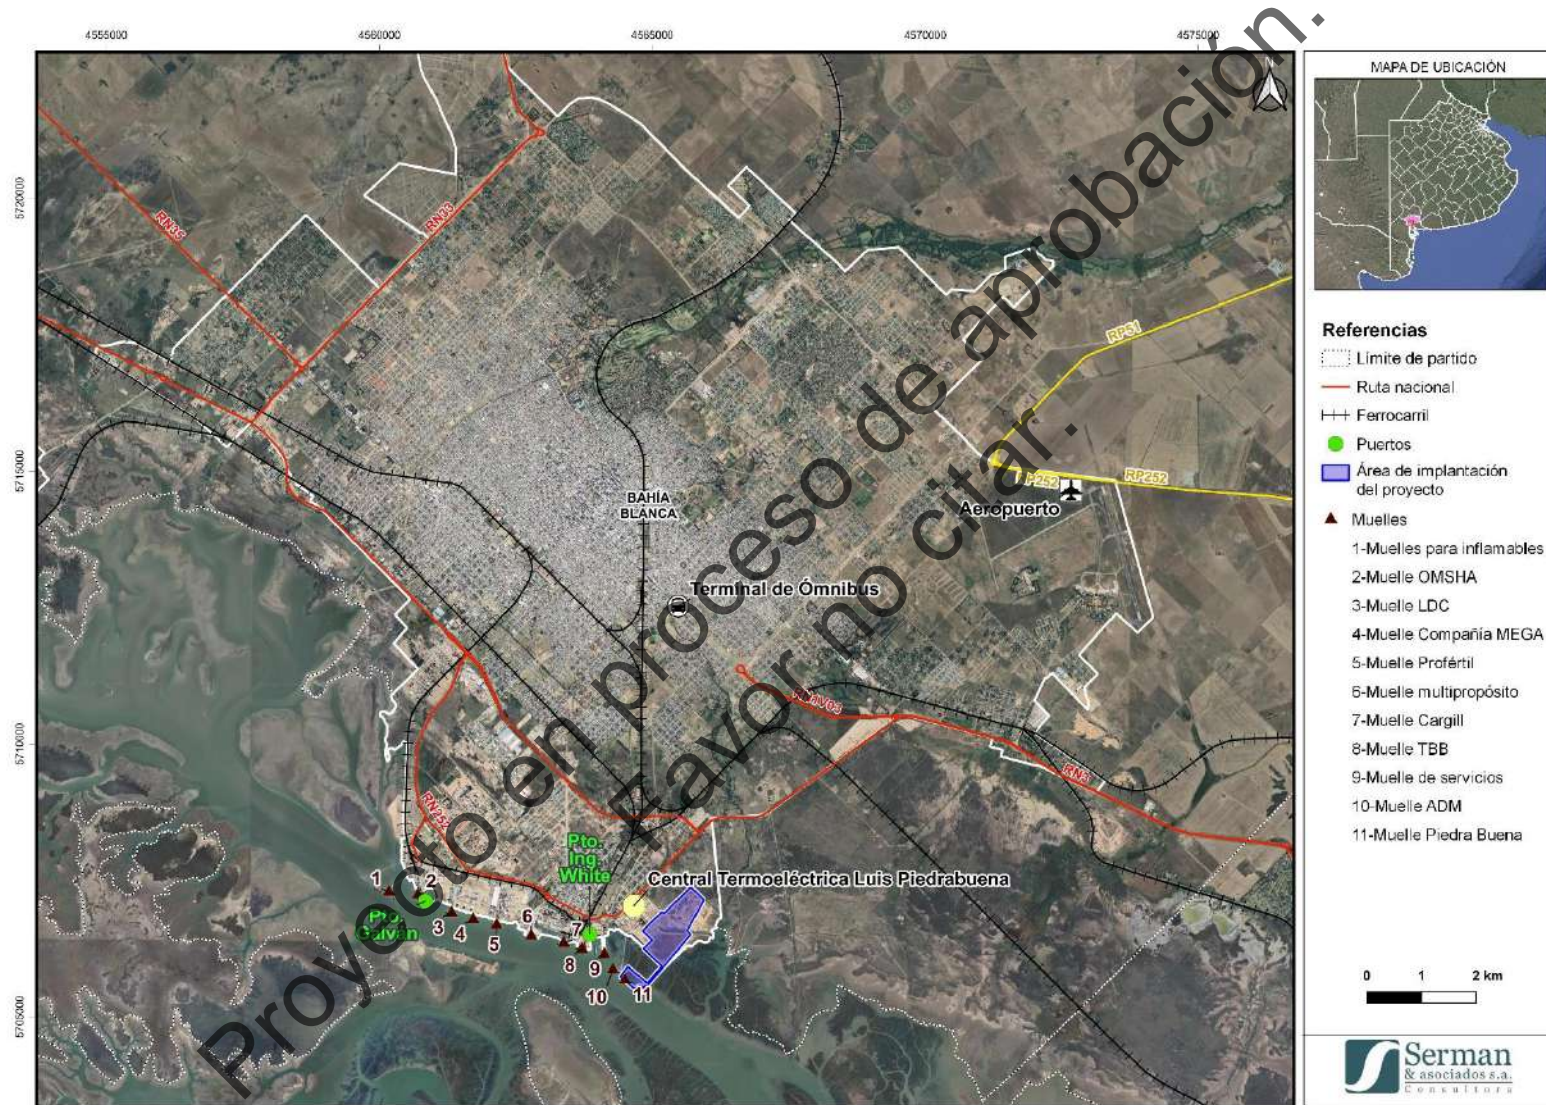 4555000
4560000
4565000
4570000
4575000
5720000
5715000
5710000
5705000
RN35
RN33
RP51
RP252
RP252
Aeropuerto
BAHÍA
BLANCA
Terminal de Ómnibus
RN1V03
RN3
RN252
Pto.
Ing.
White
Central Termoeléctrica Luis Piedrabuena
Pto.
Galván
1
2
3
4
5
6
7
8
9
10
11
Proyecto en proceso de aprobación.
Favor no citar.
MAPA DE UBICACIÓN
Referencias
Límite de partido
Ruta nacional
Ferrocarril
Puertos
Área de implantación
del proyecto
Muelles
1-Muelles para inflamables
2-Muelle OMSHA
3-Muelle LDC
4-Muelle Compañía MEGA
5-Muelle Profértil
6-Muelle multipropósito
7-Muelle Cargill
8-Muelle TBB
9-Muelle de servicios
10-Muelle ADM
11-Muelle Piedra Buena
0 1 2 km
Serman
& asociados s.a.
Consultora